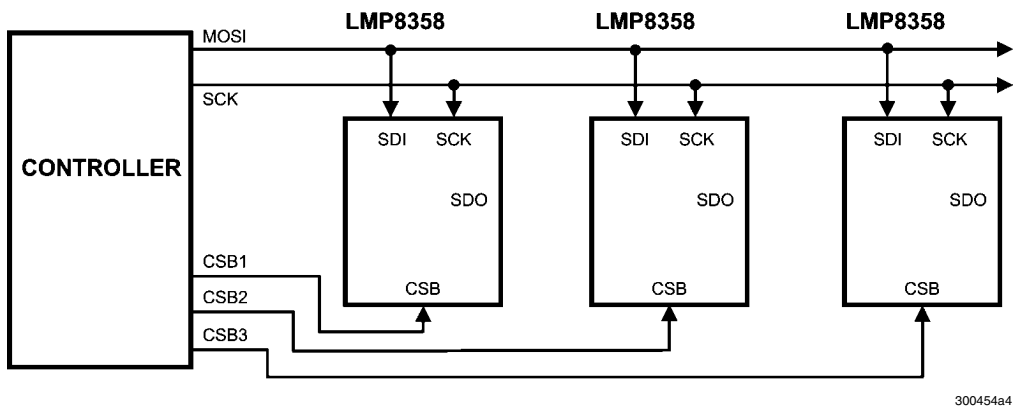 LMP8358 LMP8358 LMP8358
MOSI
SCK
SDI SCK SDI SCK SDI SCK
CONTROLLER
SDO SDO SDO
CSB1
CSB CSB CSB
CSB2
CSB3
300454a4